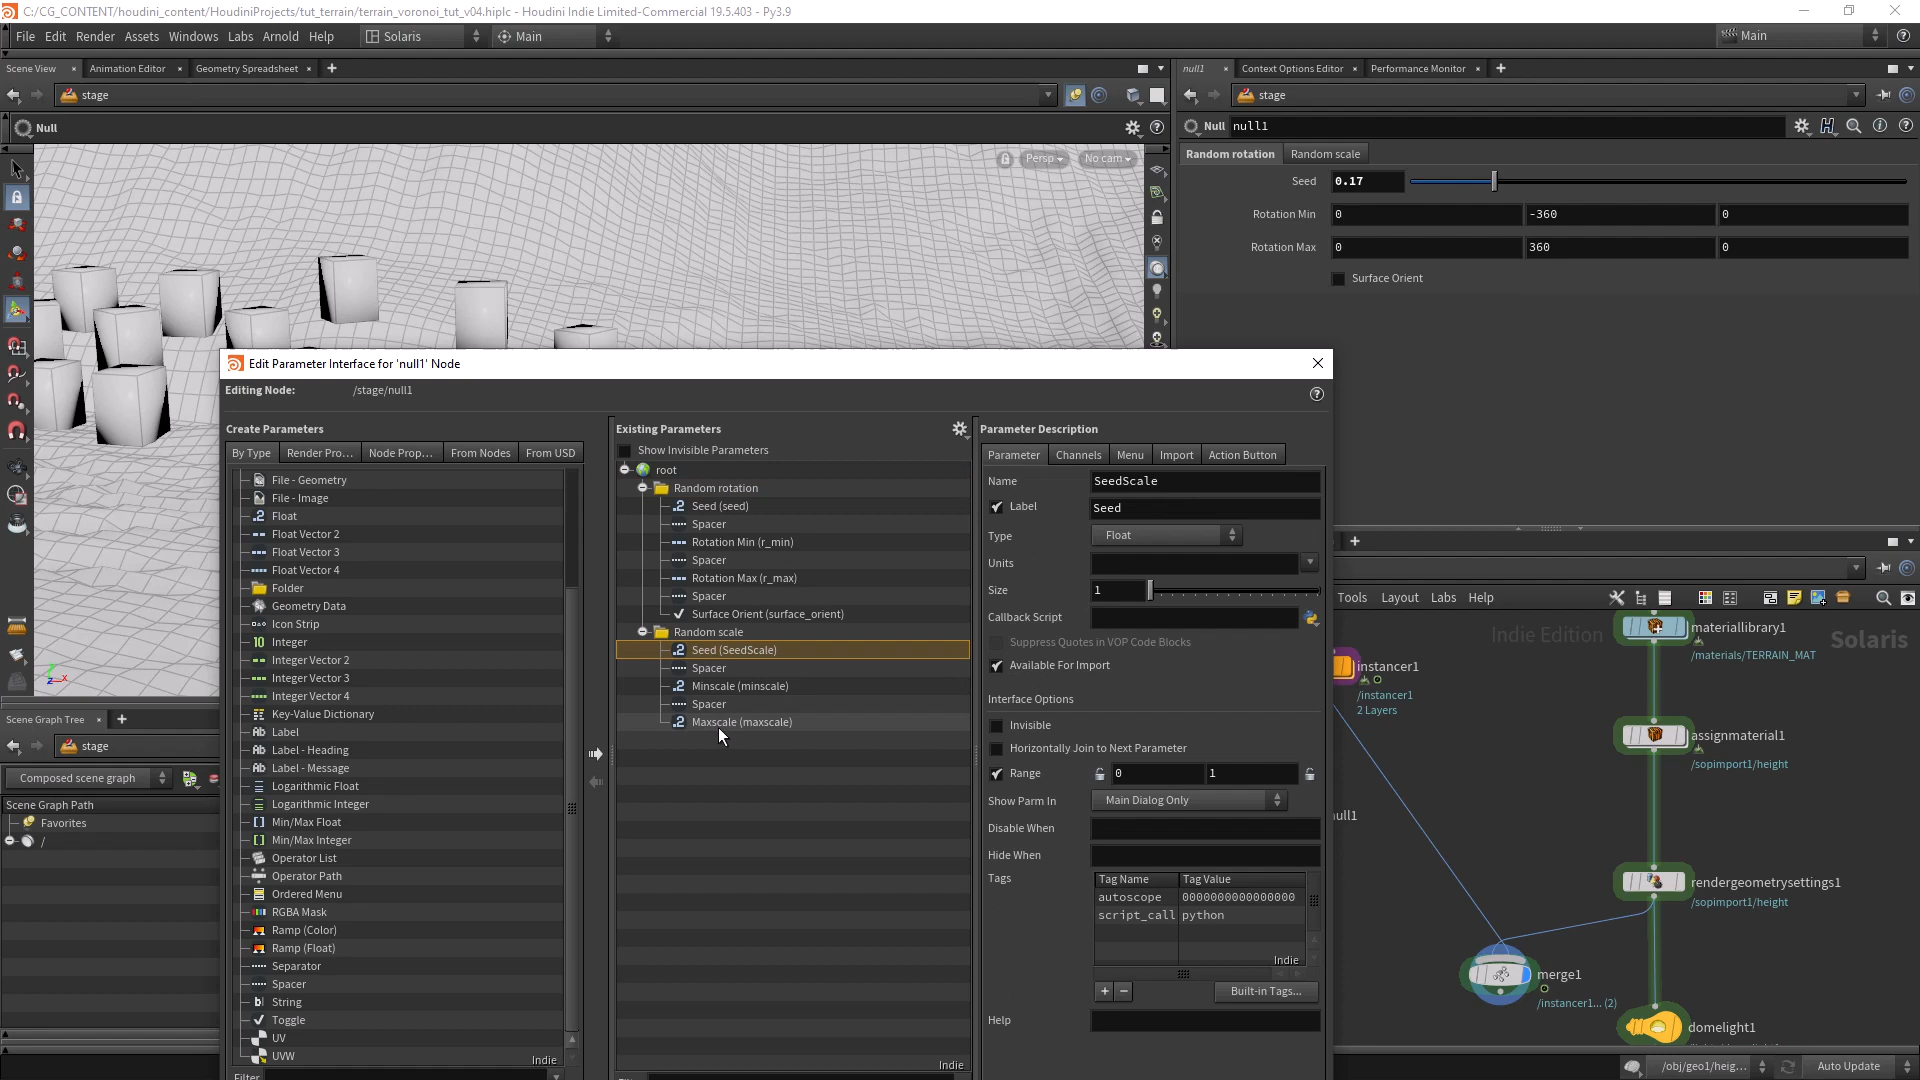 C:/CG_CONTENT/houdini_content/HoudiniProjects/tut_terrain/terrain_voronoi_tut_v04.hiplc - Houdini Indie Limited-Commercial 19.5.403 - Py3.9
File Edit Render Assets Windows Labs Arnold Help Solaris Main Main
Scene View Animation Editor Geometry Spreadsheet
stage
Null
Persp No cam
null1 Context Options Editor Performance Monitor
stage
Null null1
Random rotation Random scale
Seed 0.17
Rotation Min 0 -360 0
Rotation Max 0 360 0
Surface Orient
Edit Parameter Interface for 'null1' Node
Editing Node: /stage/null1
Create Parameters
By Type Render Pro... Node Prop... From Nodes From USD
File - Geometry
File - Image
Float
Float Vector 2
Float Vector 3
Float Vector 4
Folder
Geometry Data
Icon Strip
Integer
Integer Vector 2
Integer Vector 3
Integer Vector 4
Key-Value Dictionary
Label
Label - Heading
Label - Message
Logarithmic Float
Logarithmic Integer
Min/Max Float
Min/Max Integer
Operator List
Operator Path
Ordered Menu
RGBA Mask
Ramp (Color)
Ramp (Float)
Separator
Spacer
String
Toggle
UV
UVW
Indie
Filter
Existing Parameters
Show Invisible Parameters
root
Random rotation
Seed (seed)
Spacer
Rotation Min (r_min)
Spacer
Rotation Max (r_max)
Spacer
Surface Orient (surface_orient)
Random scale
Seed (SeedScale)
Spacer
Minscale (minscale)
Spacer
Maxscale (maxscale)
Indie
Parameter Description
Parameter Channels Menu Import Action Button
Name SeedScale
Label Seed
Type Float
Units
Size 1
Callback Script
Suppress Quotes in VOP Code Blocks
Available For Import
Interface Options
Invisible
Horizontally Join to Next Parameter
Range 0 1
Show Parm In Main Dialog Only
Disable When
Hide When
Tags Tag Name Tag Value
autoscope 0000000000000000
script_call python
Indie
Built-in Tags...
Help
Scene Graph Tree
stage
Composed scene graph
Scene Graph Path
Favorites
/
Tools Layout Labs Help
Indie Edition Solaris
materiallibrary1
/materials/TERRAIN_MAT
instancer1
/instancer1
2 Layers
assignmaterial1
/sopimport1/height
ull1
rendergeometrysettings1
/sopimport1/height
merge1
/instancer1... (2)
domelight1
/obj/geo1/heig... Auto Update